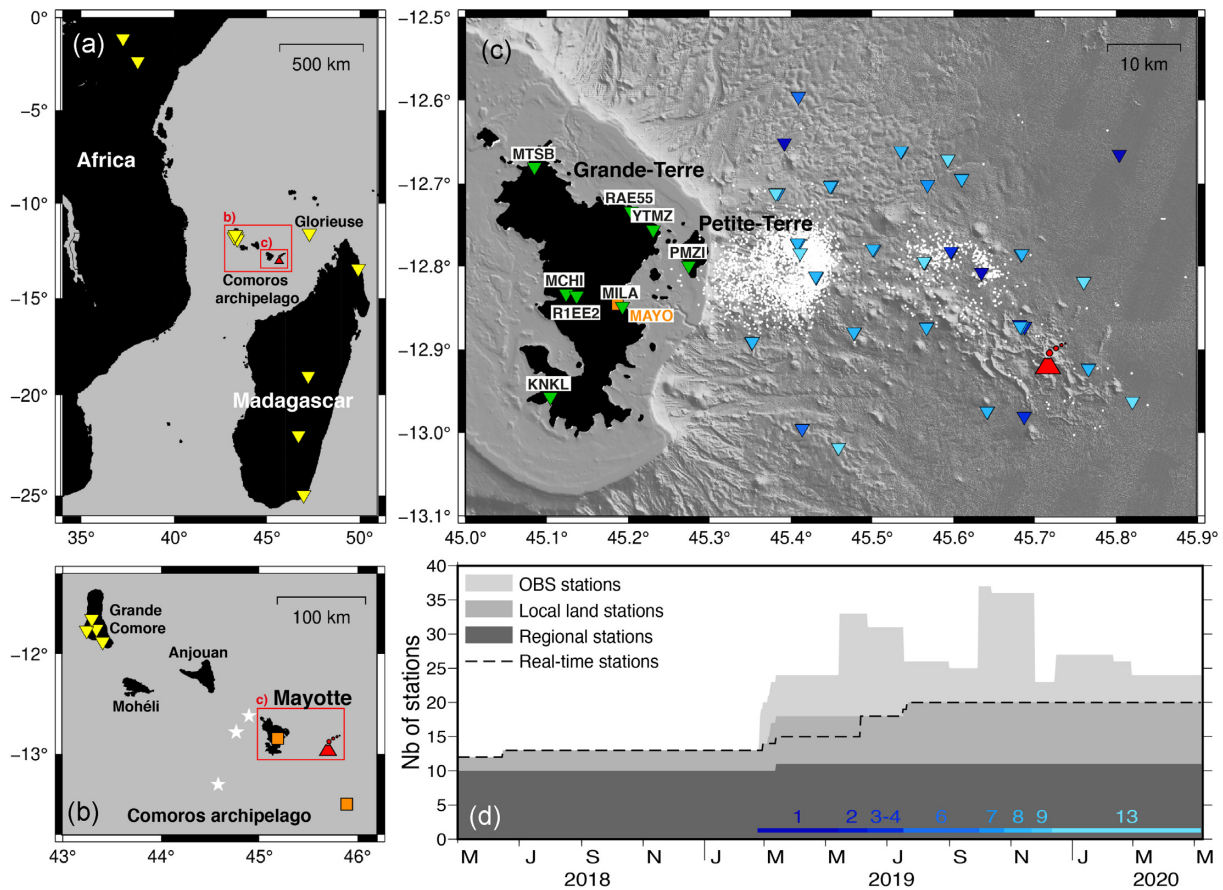 (a)
500 km
Africa
b)
Glorieuse
c)
Comoros
archipelago
Madagascar
0°
−5°
−10°
−15°
−20°
−25°
35°
40°
45°
50°
(c)
10 km
MTSB
Grande-Terre
RAE55
YTMZ
Petite-Terre
PMZI
MCHI
MILA
R1EE2
MAYO
KNKL
−12.5°
−12.6°
−12.7°
−12.8°
−12.9°
−13.0°
−13.1°
45.0°
45.1°
45.2°
45.3°
45.4°
45.5°
45.6°
45.7°
45.8°
45.9°
100 km
Grande
Comore
Anjouan
Mohéli
c) Mayotte
(b)
Comoros archipelago
−12°
−13°
43°
44°
45°
46°
OBS stations
Local land stations
Regional stations
Real-time stations
Nb of stations
40
35
30
25
20
15
10
5
0
(d)
1 2 3-4 6 7 8 9 13
M J S N J M M J S N J M M
2018 2019 2020